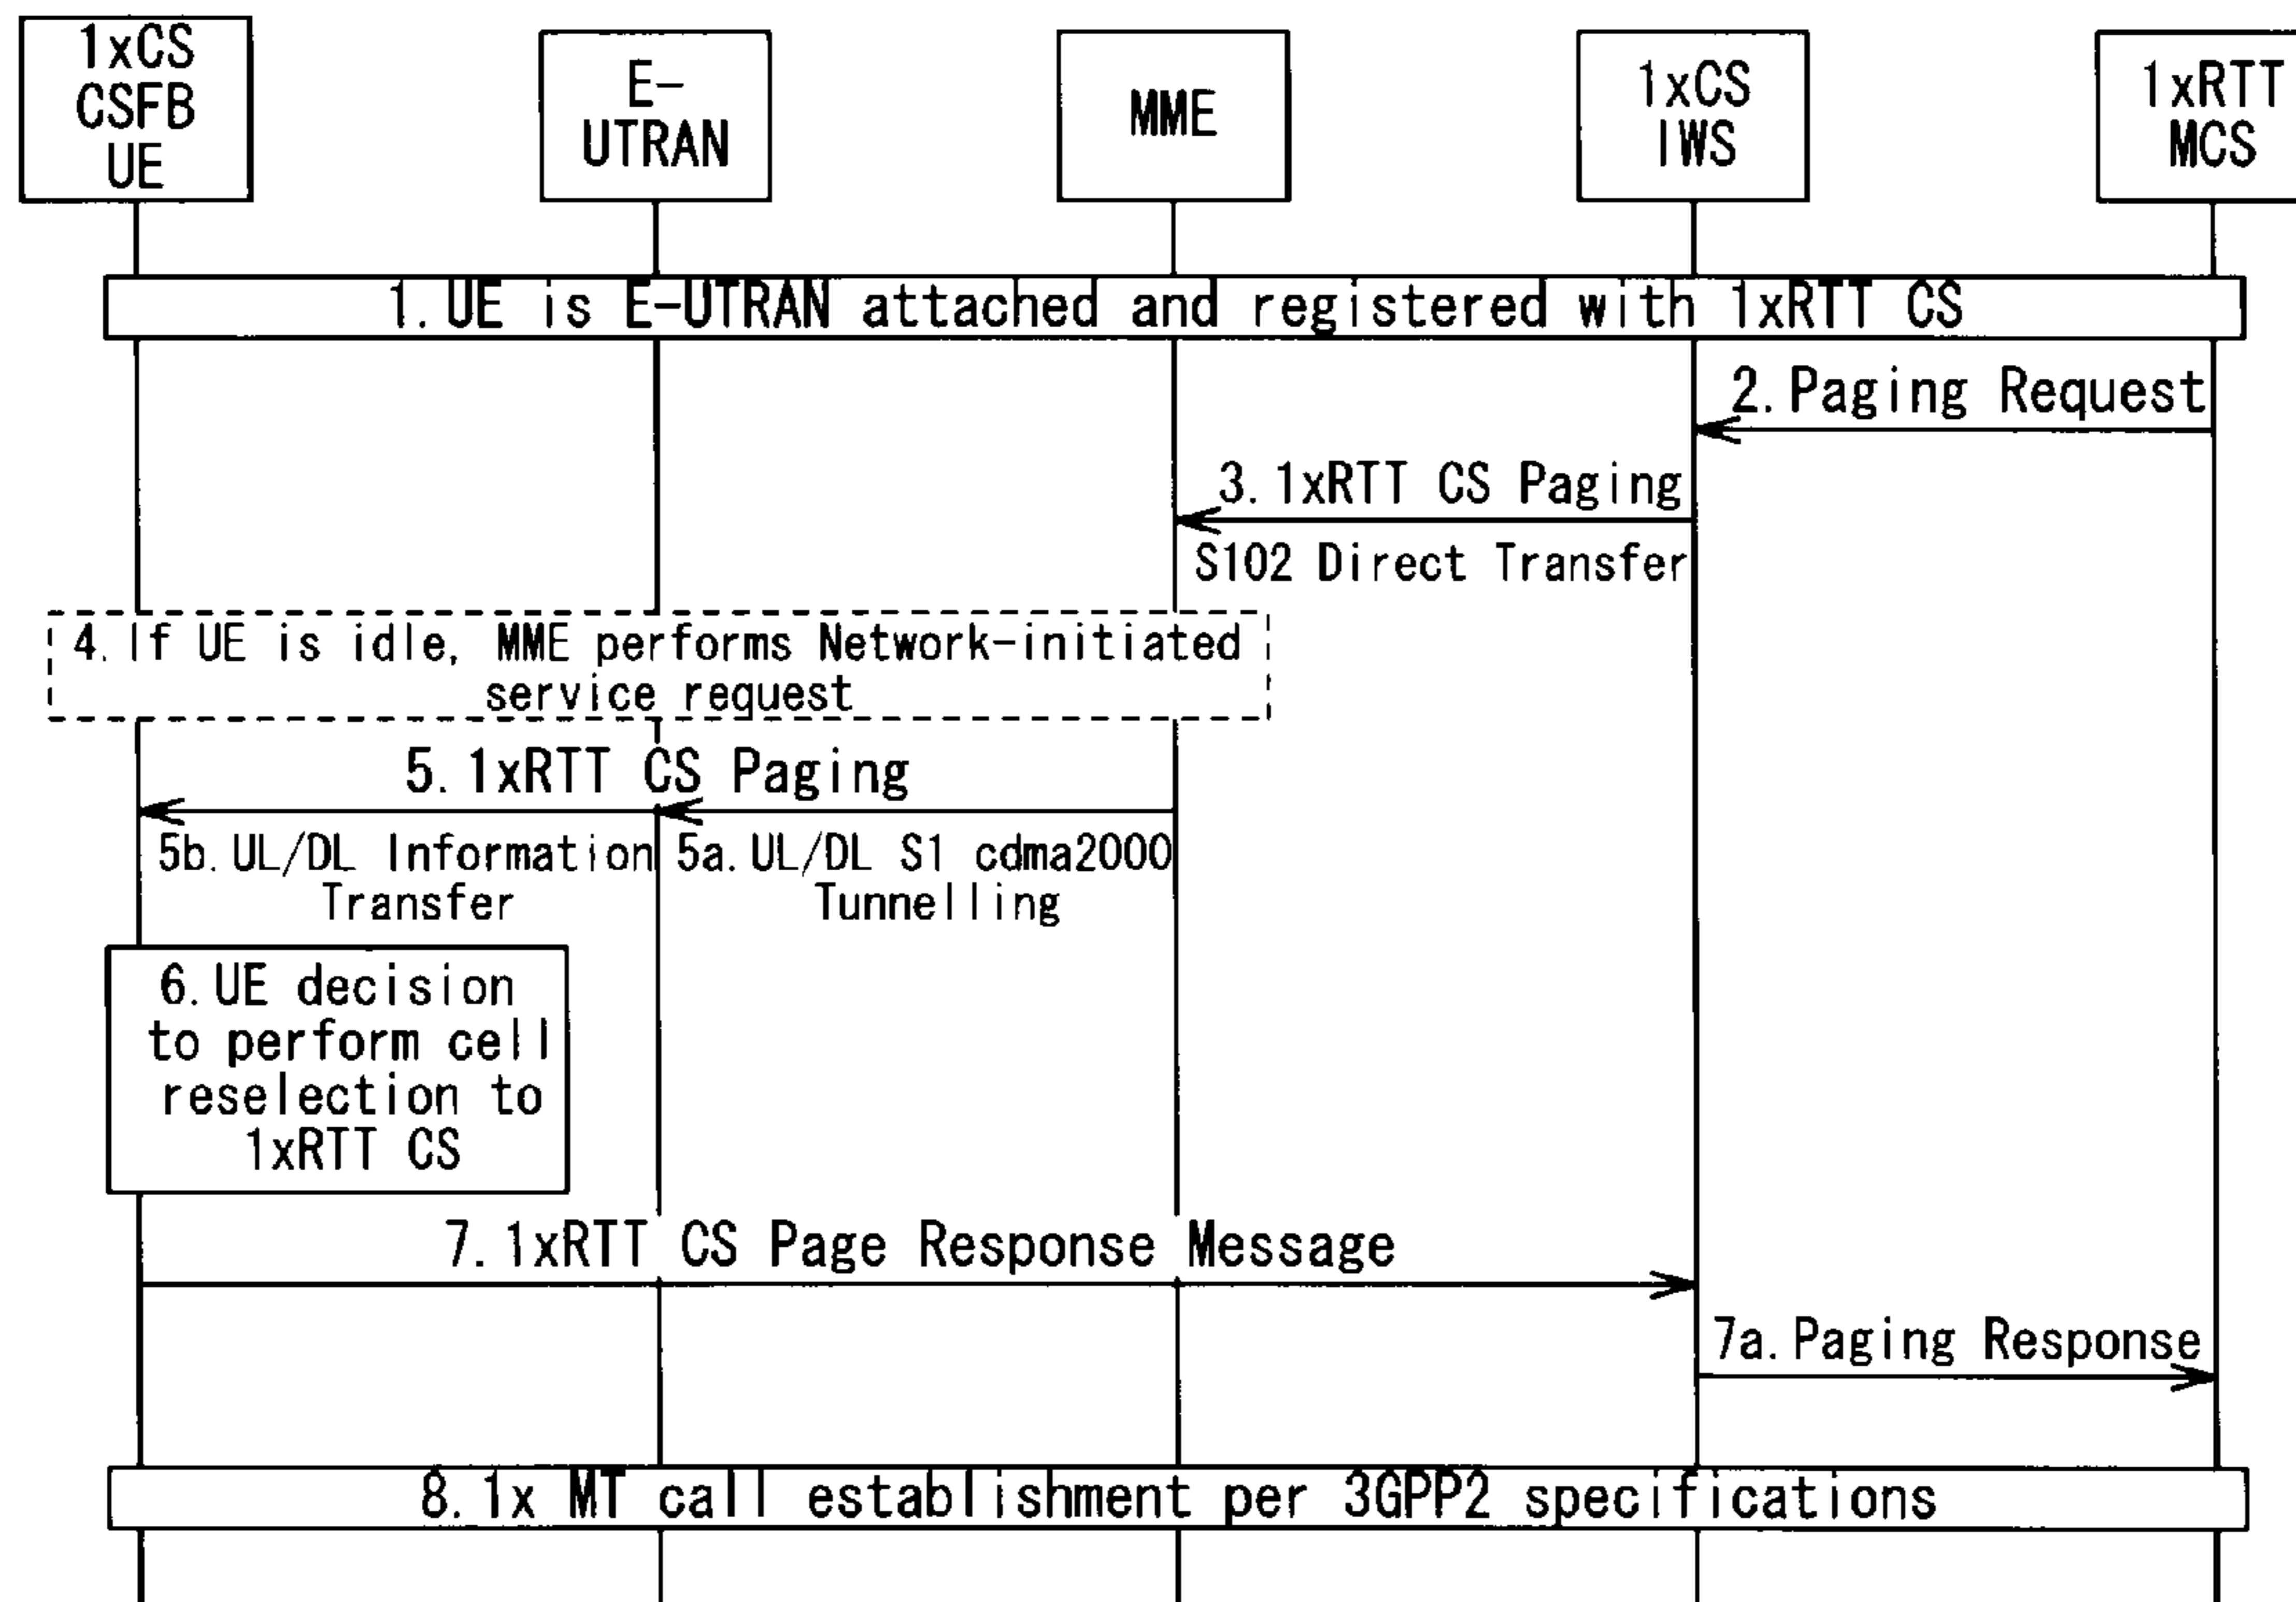 1xCS
CSFB
UE
E-
UTRAN
MME
1xCS
IWS
1xRTT
MCS
1. UE is E-UTRAN attached and registered with 1xRTT CS
2. Paging Request
3. 1xRTT CS Paging
S102 Direct Transfer
4. If UE is idle, MME performs Network-initiated
service request
5. 1xRTT CS Paging
5b. UL/DL Information
Transfer
5a. UL/DL S1 cdma2000
Tunnelling
6. UE decision
to perform cell
reselection to
1xRTT CS
7. 1xRTT CS Page Response Message
7a. Paging Response
8. 1x MT call establishment per 3GPP2 specifications